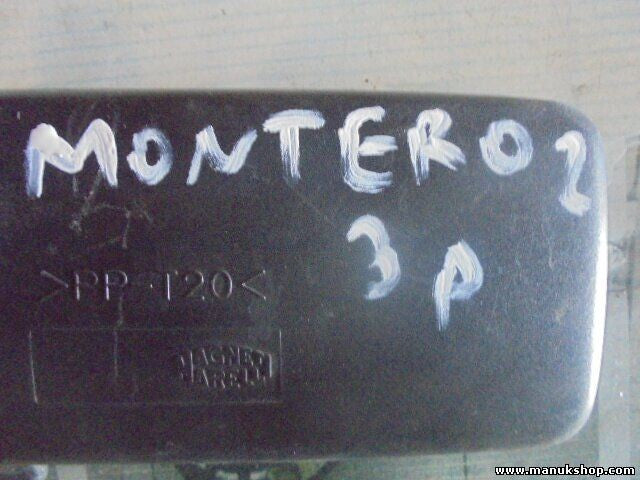 MONTERO 2
3 P
>PP-T20<
MAGNETI
MARELLI
www.manukshop.com